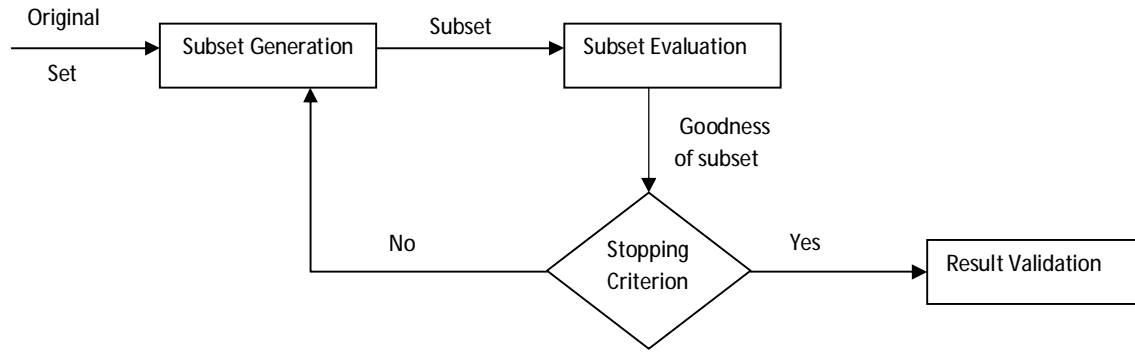 Original
Set
Subset Generation
Subset
Subset Evaluation
Goodness
of subset
Stopping
Criterion
No
Yes
Result Validation